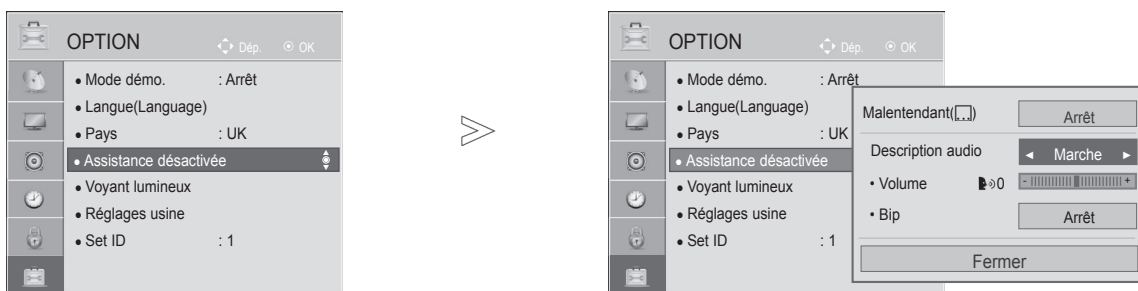 OPTION Dép. OK
• Mode démo. : Arrêt
• Langue(Language)
• Pays : UK
• Assistance désactivée
• Voyant lumineux
• Réglages usine
• Set ID : 1
OPTION Dép. OK
• Mode démo. : Arrêt
• Langue(Language)
• Pays : UK
• Assistance désactivée
• Voyant lumineux
• Réglages usine
• Set ID : 1
Malentendant( ) Arrêt
Description audio ◄ Marche ►
• Volume 0 - +
• Bip Arrêt
Fermer